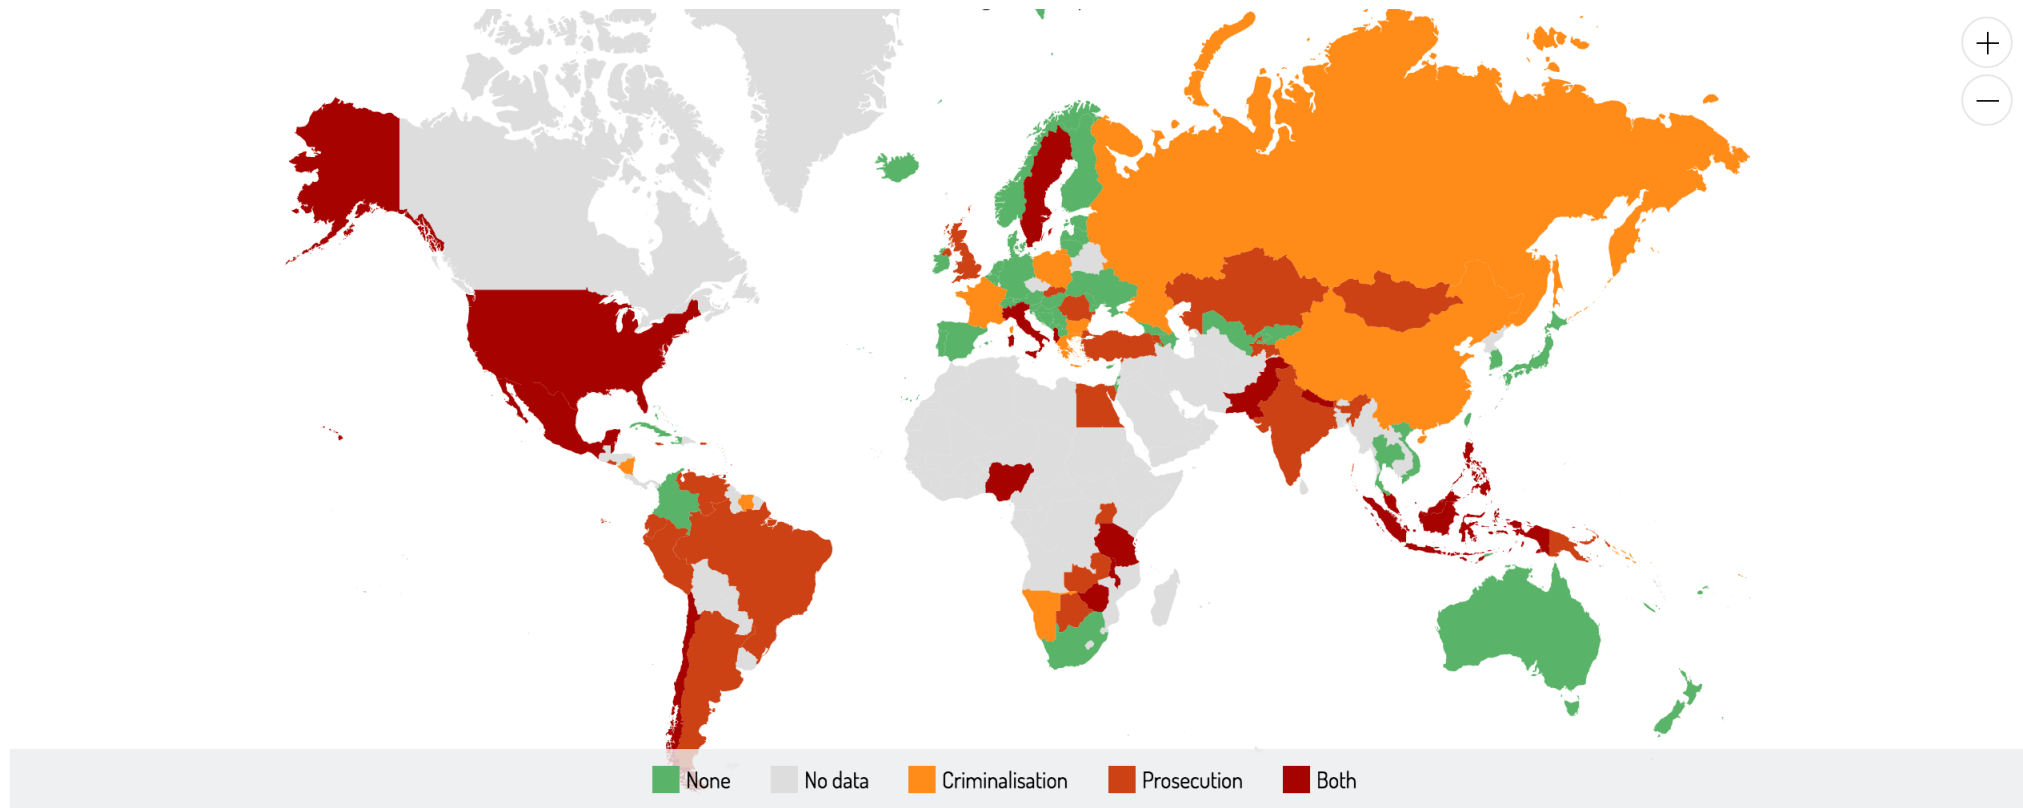 None
No data
Criminalisation
Prosecution
Both